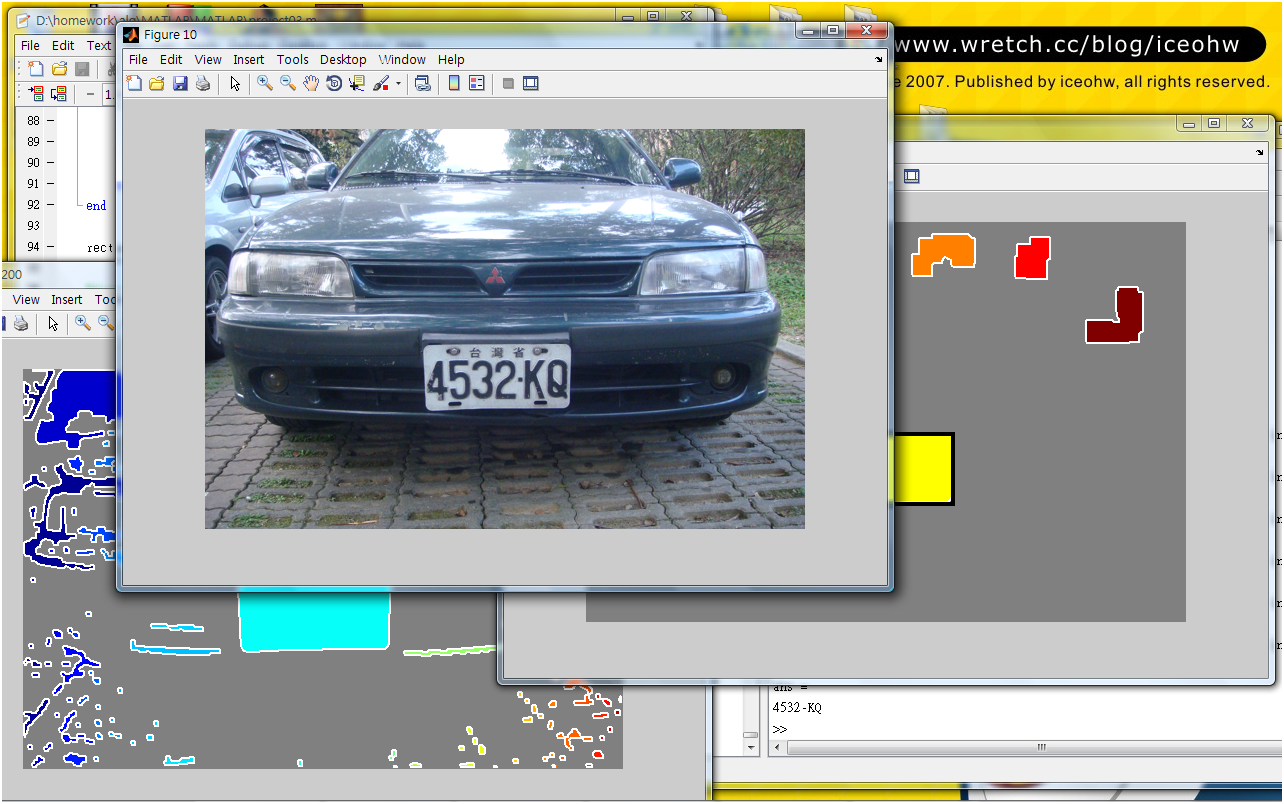 D:\homework\alg\MATLAB\MATLAB\project03.m
File Edit Text
88
89
90
91
92 end
93
94 rect
200
View Insert Too
Figure 10
File Edit View Insert Tools Desktop Window Help
台灣省
4532-KQ
www.wretch.cc/blog/iceohw
e 2007. Published by iceohw, all rights reserved.
ans =
4532-KQ
>>